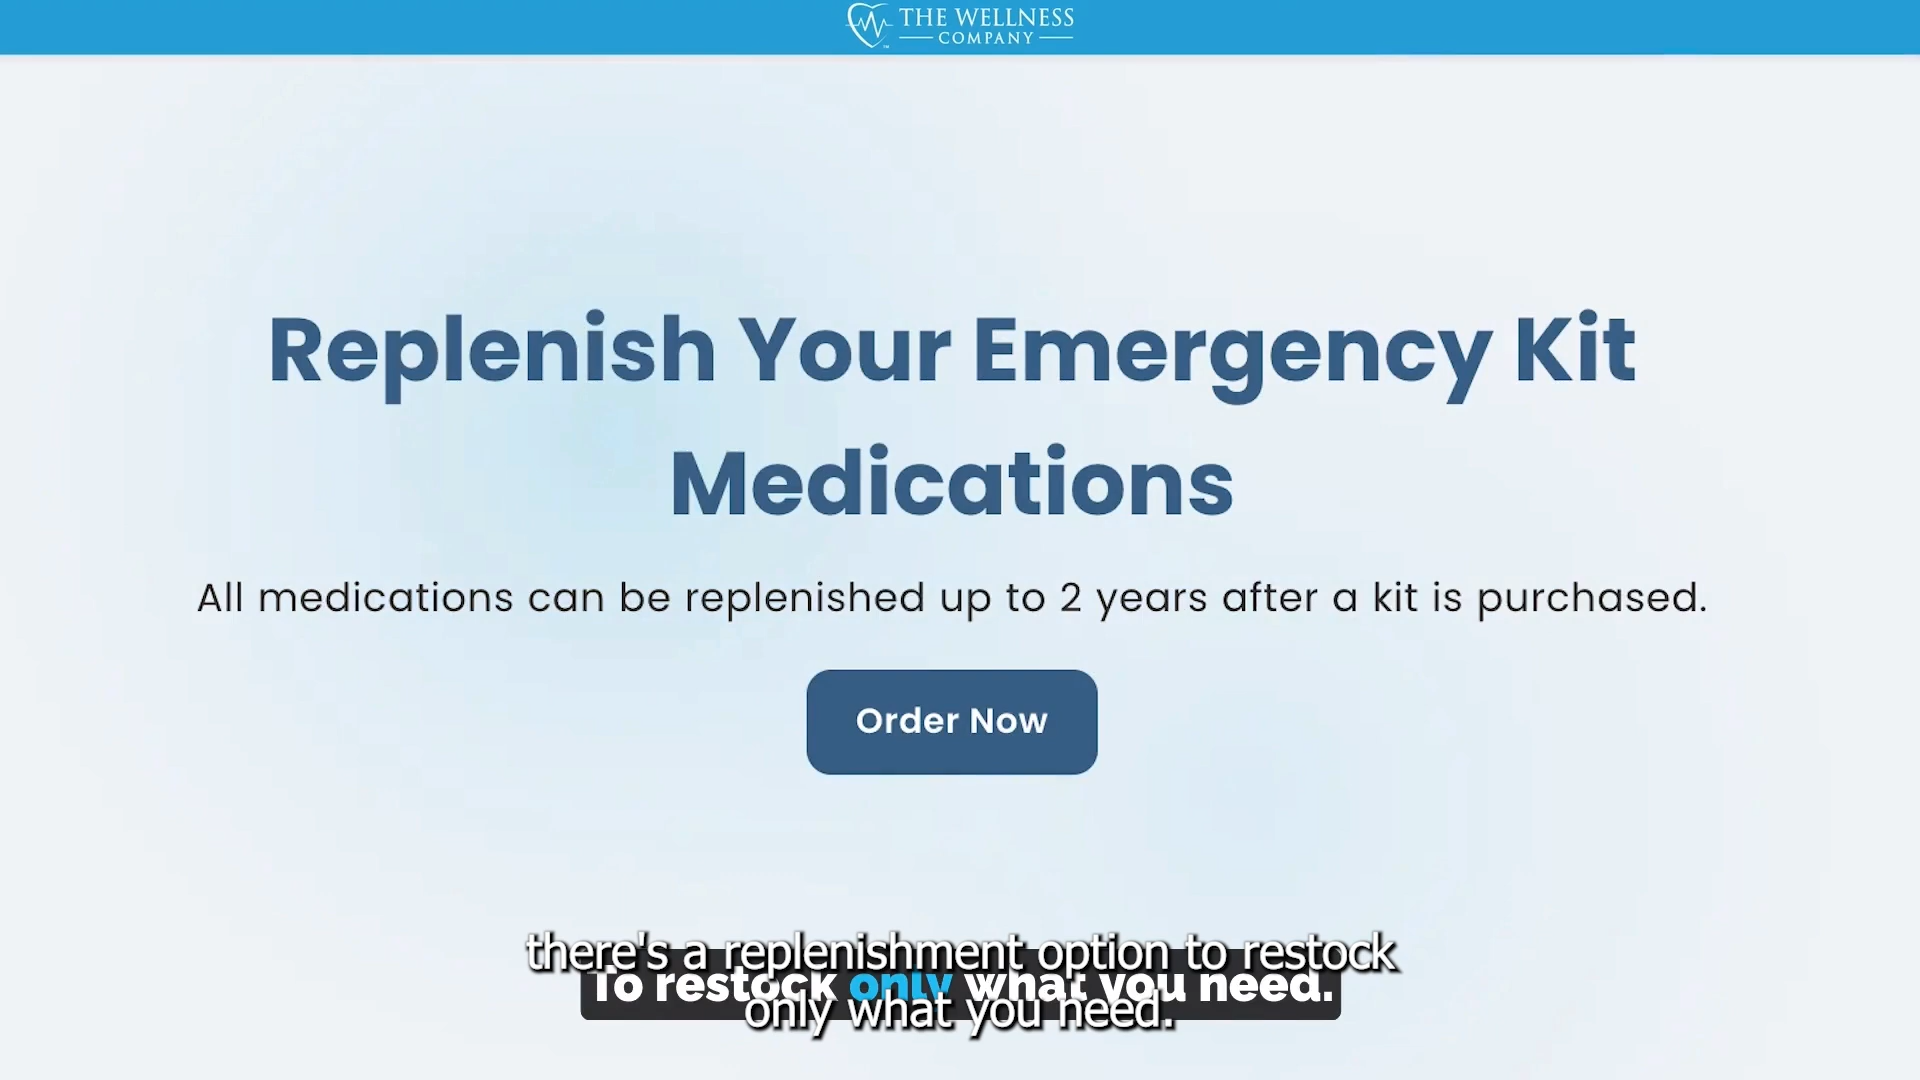 THE WELLNESS
COMPANY
Replenish Your Emergency Kit
Medications
All medications can be replenished up to 2 years after a kit is purchased.
Order Now
there's a replenishment option to restock
To restock only what you need.
only what you need.